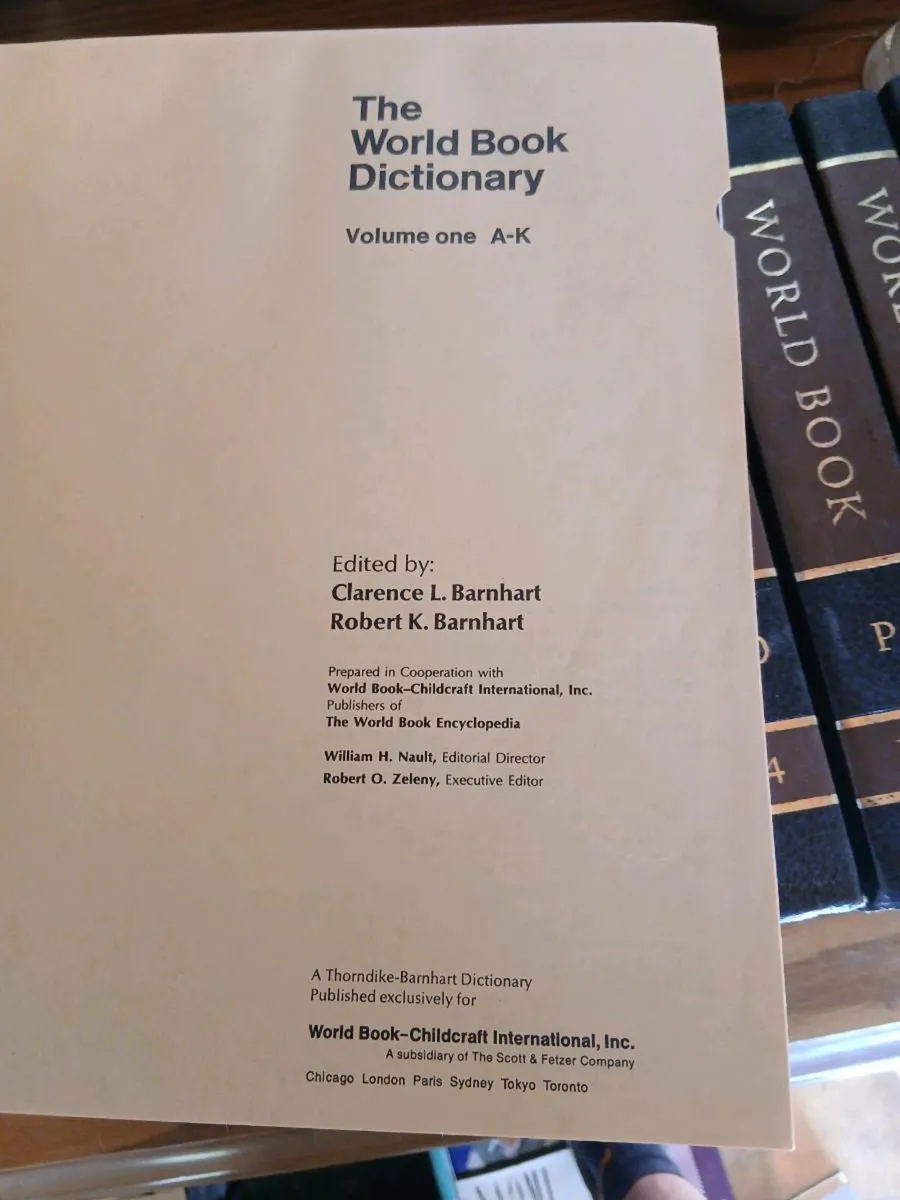 The
World Book
Dictionary
Volume one A-K
Edited by:
Clarence L. Barnhart
Robert K. Barnhart
Prepared in Cooperation with
World Book–Childcraft International, Inc.
Publishers of
The World Book Encyclopedia
William H. Nault, Editorial Director
Robert O. Zeleny, Executive Editor
A Thorndike-Barnhart Dictionary
Published exclusively for
World Book–Childcraft International, Inc.
A subsidiary of The Scott & Fetzer Company
Chicago London Paris Sydney Tokyo Toronto
WORLD BOOK
4
P